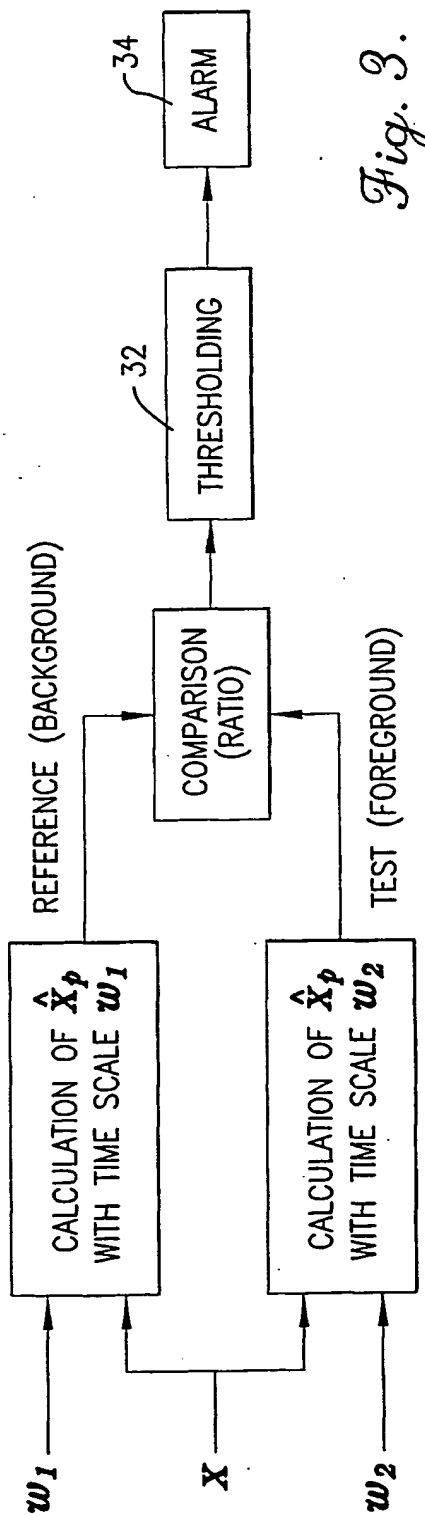 w1
X
w2
CALCULATION OF X̂p
WITH TIME SCALE w1
CALCULATION OF X̂p
WITH TIME SCALE w2
REFERENCE (BACKGROUND)
TEST (FOREGROUND)
COMPARISON
(RATIO)
32
THRESHOLDING
34
ALARM
Fig. 3.